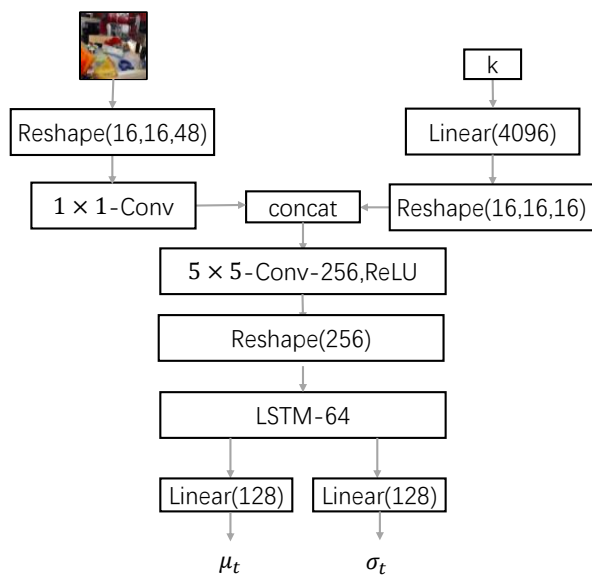 k
Reshape(16,16,48)
Linear(4096)
1 × 1-Conv
concat
Reshape(16,16,16)
5 × 5-Conv-256,ReLU
Reshape(256)
LSTM-64
Linear(128)
Linear(128)
μₜ
σₜ